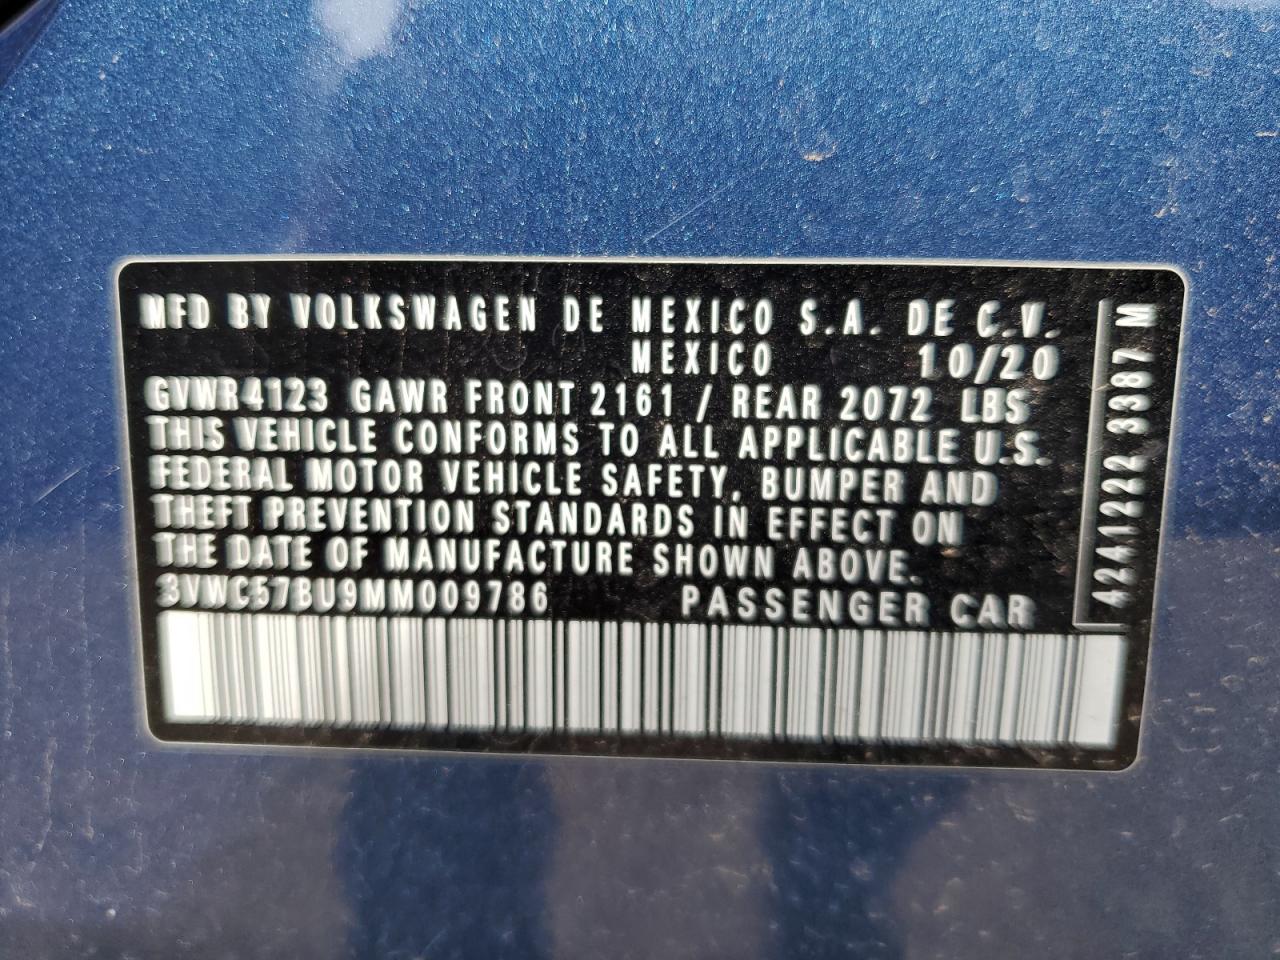 MFD BY VOLKSWAGEN DE MEXICO S.A. DE C.V.
MEXICO 10/20
GVWR4123 GAWR FRONT 2161 / REAR 2072 LBS
THIS VEHICLE CONFORMS TO ALL APPLICABLE U.S.
FEDERAL MOTOR VEHICLE SAFETY, BUMPER AND
THEFT PREVENTION STANDARDS IN EFFECT ON
THE DATE OF MANUFACTURE SHOWN ABOVE.
3VWC57BU9MM009786 PASSENGER CAR
4241222 3387 M